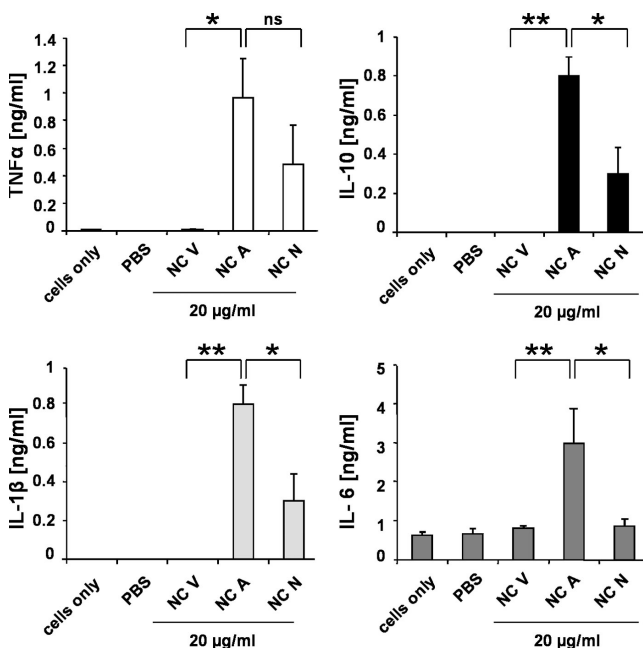 * ns
TNFα [ng/ml]
1.4
1.2
1
0.8
0.6
0.4
0.2
0
cells only PBS NC V NC A NC N
20 µg/ml
** *
IL-10 [ng/ml]
1
0.8
0.6
0.4
0.2
0
cells only PBS NC V NC A NC N
20 µg/ml
** *
IL-1β [ng/ml]
1
0.8
0.6
0.4
0.2
0
cells only PBS NC V NC A NC N
20 µg/ml
** *
IL- 6 [ng/ml]
5
4
3
2
1
0
cells only PBS NC V NC A NC N
20 µg/ml